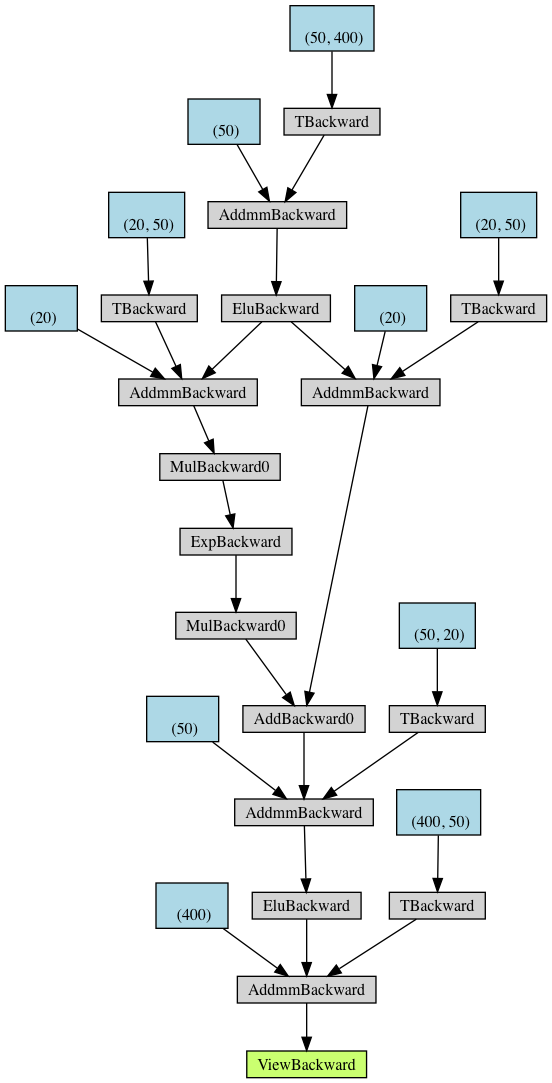 (50, 400)
(50)
TBackward
(20, 50)
AddmmBackward
(20, 50)
(20)
TBackward
EluBackward
(20)
TBackward
AddmmBackward
AddmmBackward
MulBackward0
ExpBackward
MulBackward0
(50, 20)
(50)
AddBackward0
TBackward
AddmmBackward
(400, 50)
(400)
EluBackward
TBackward
AddmmBackward
ViewBackward